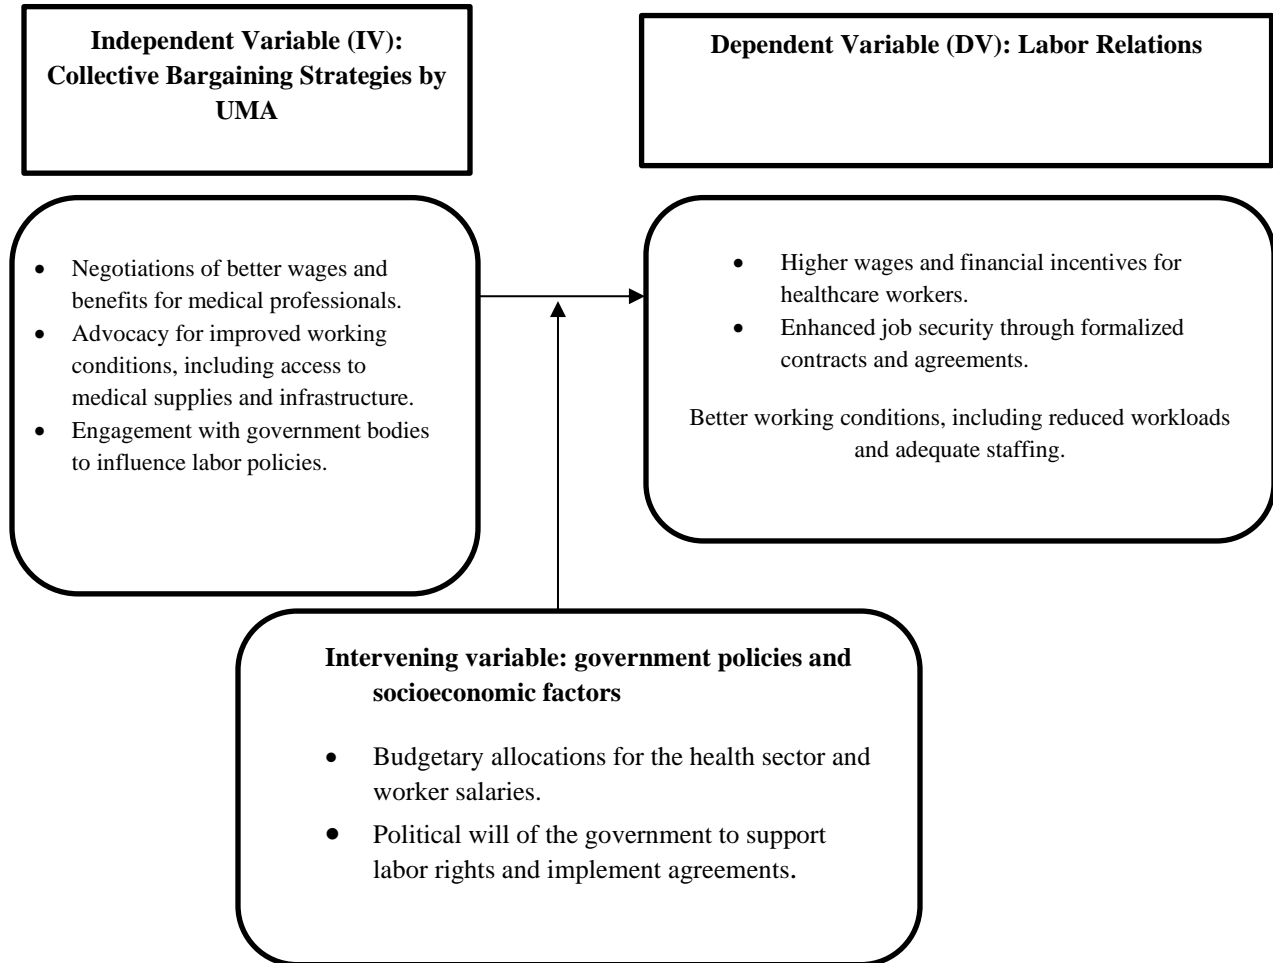 Independent Variable (IV):
Collective Bargaining Strategies by
UMA
Dependent Variable (DV): Labor Relations
• Negotiations of better wages and
benefits for medical professionals.
• Advocacy for improved working
conditions, including access to
medical supplies and infrastructure.
• Engagement with government bodies
to influence labor policies.
• Higher wages and financial incentives for
healthcare workers.
• Enhanced job security through formalized
contracts and agreements.
Better working conditions, including reduced workloads
and adequate staffing.
Intervening variable: government policies and
socioeconomic factors
• Budgetary allocations for the health sector and
worker salaries.
• Political will of the government to support
labor rights and implement agreements.